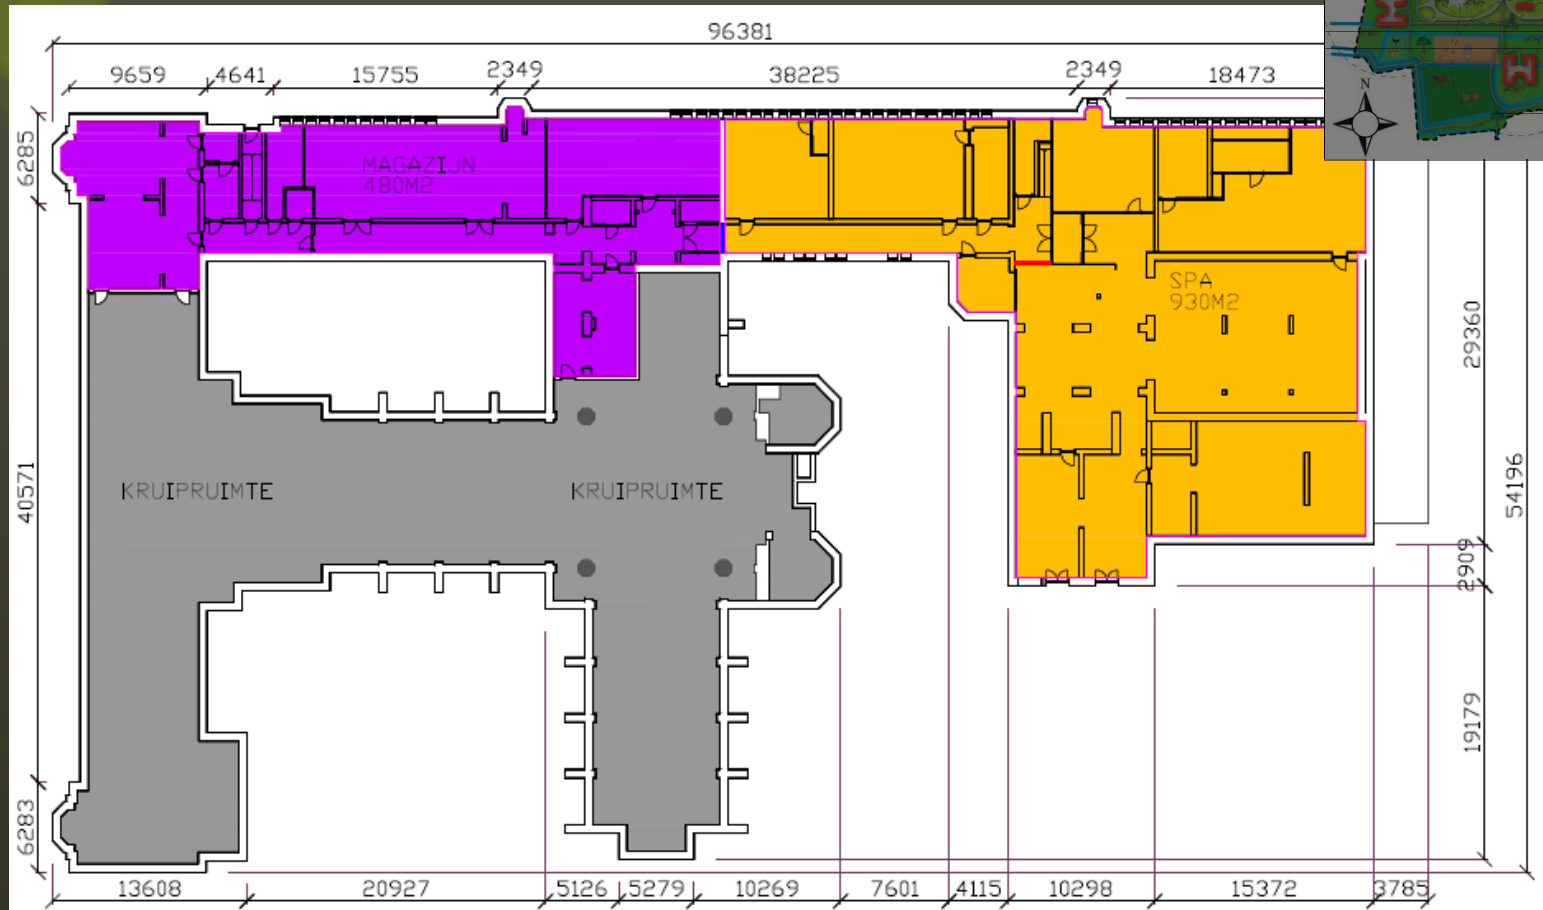 96381
9659 4641 15755 2349 38225 2349 18473
N
6285
MAGAZIJN
480M2
SPA
930M2
29360
40571
KRUIPRUIMTE KRUIPRUIMTE
54196
2909
19179
6283
13608 20927 5126 5279 10269 7601 4115 10298 15372 3785